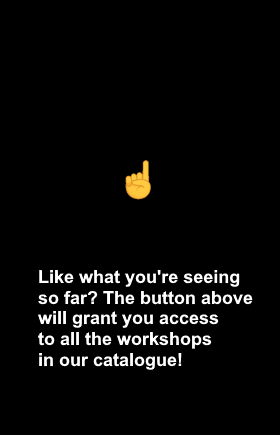 Like what you're seeing
so far? The button above
will grant you access
to all the workshops
in our catalogue!